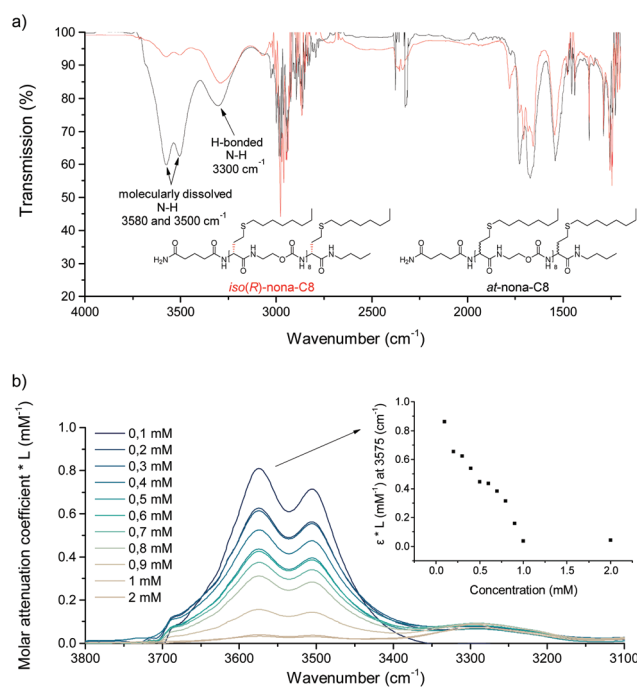 a)
Transmission (%)
100
90
80
70
60
50
40
30
20
H-bonded
N-H
3300 cm-1
molecularly dissolved
N-H
3580 and 3500 cm-1
S
S
O
O
H
N
O
H
N
O
H2N
N
H
O
N
H
O
8
O
iso(R)-nona-C8
S
S
O
O
H
N
O
H
N
O
H2N
N
H
O
N
H
O
8
O
at-nona-C8
4000 3500 3000 2500 2000 1500
Wavenumber (cm-1)
b)
Molar attenuation coefficient * L (mM-1)
1.0
0.8
0.6
0.4
0.2
0.0
0,1 mM
0,2 mM
0,3 mM
0,4 mM
0,5 mM
0,6 mM
0,7 mM
0,8 mM
0,9 mM
1 mM
2 mM
ε * L (mM-1) at 3575 (cm-1)
1.0
0.8
0.6
0.4
0.2
0.0
0.0 0.5 1.0 1.5 2.0
Concentration (mM)
3800 3700 3600 3500 3400 3300 3200 3100
Wavenumber (cm-1)